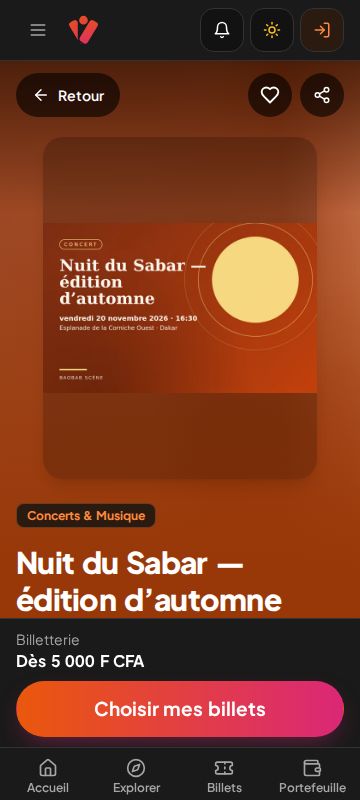 Retour
CONCERT
Nuit du Sabar —
édition
d’automne
vendredi 20 novembre 2026 · 16:30
Esplanade de la Corniche Ouest · Dakar
BAOBAB SCÈNE
Concerts & Musique
Nuit du Sabar —
édition d’automne
Billetterie
Dès 5 000 F CFA
Choisir mes billets
Accueil
Explorer
Billets
Portefeuille